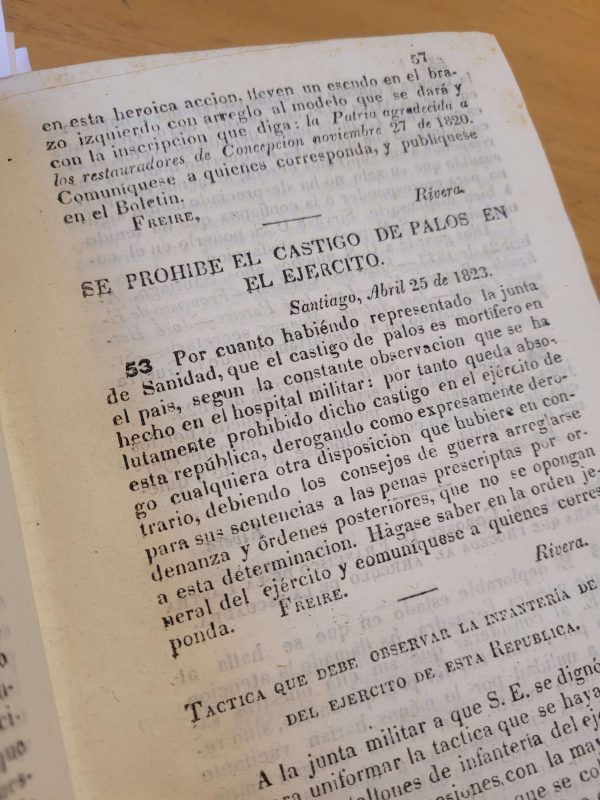 57
en esta heroica accion, lleven un escudo en el bra-
zo izquierdo con arreglo al modelo que se dará y
con la inscripcion que diga: la Patria agradecida a
los restauradores de Concepcion noviembre 27 de 1820.
Comuniquese a quienes corresponda, y publiquese
en el Boletin.
FREIRE, Rivera.
SE PROHIBE EL CASTIGO DE PALOS EN
EL EJERCITO.
Santiago, Abril 25 de 1823.
53 Por cuanto habiéndo representado la junta
de Sanidad, que el castigo de palos es mortífero en
el pais, segun la constante observacion que se ha
hecho en el hospital militar: por tanto queda abso-
lutamente prohibido dicho castigo en el ejército de
esta república, derogando como expresamente dero-
go cualquiera otra disposicion que hubiere en con-
trario, debiendo los consejos de guerra arreglarse
para sus sentencias a las penas prescriptas por or-
denanza y órdenes posteriores, que no se opongan
a esta determinacion. Hágase saber en la orden je-
neral del ejército y comuníquese a quienes corres
ponda. FREIRE. Rivera.
TACTICA QUE DEBE OBSERVAR LA INFANTERÍA DE
DEL EJERCITO DE ESTA REPUBLICA.
A la junta militar a que S. E. se dignó
uniformar la tactica que se haya
de infantería del eje
con la may
que se co